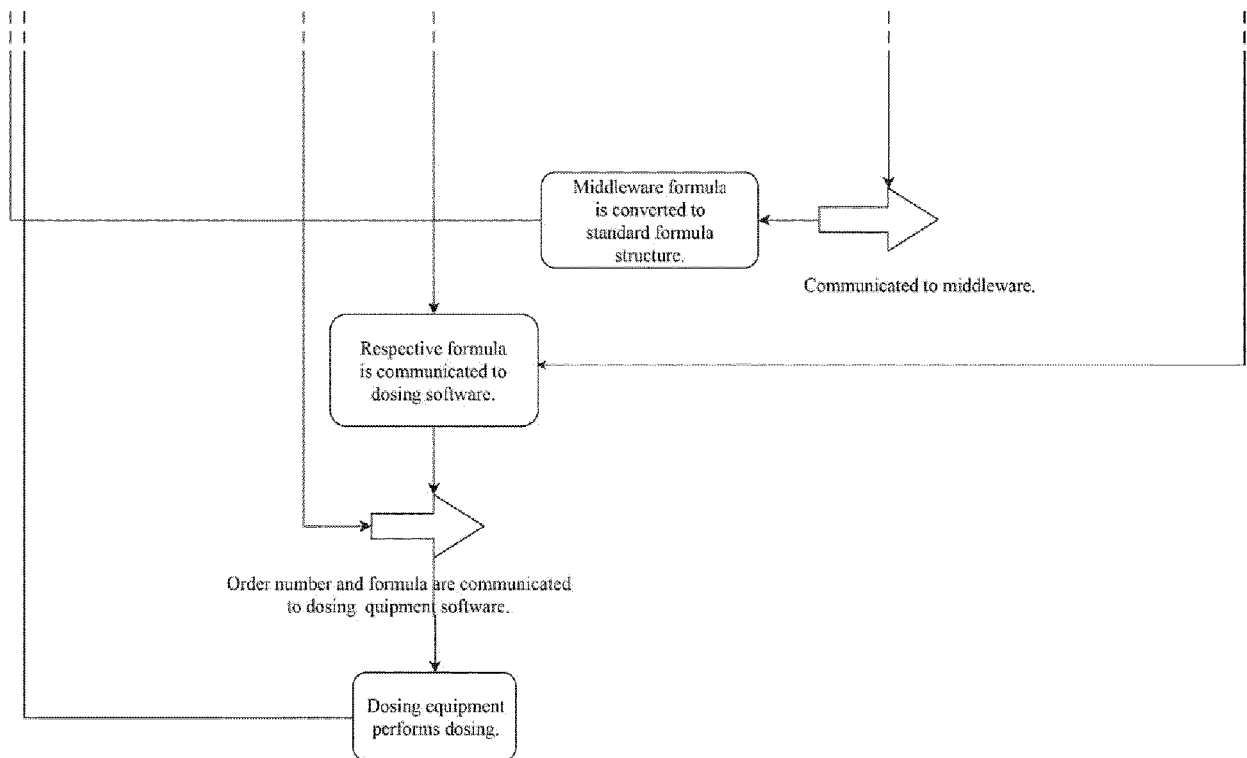 Middleware formula
is converted to
standard formula
structure.
Communicated to middleware.
Respective formula
is communicated to
dosing software.
Order number and formula are communicated
to dosing quipment software.
Dosing equipment
performs dosing.